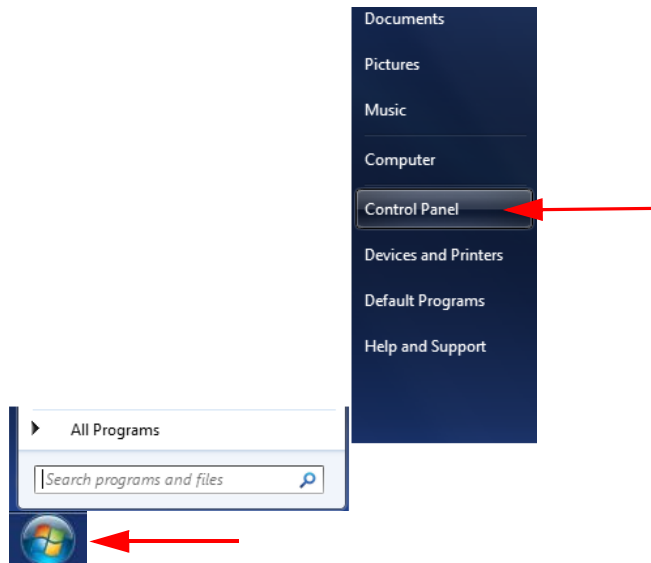 Documents
Pictures
Music
Computer
Control Panel
Devices and Printers
Default Programs
Help and Support
All Programs
Search programs and files